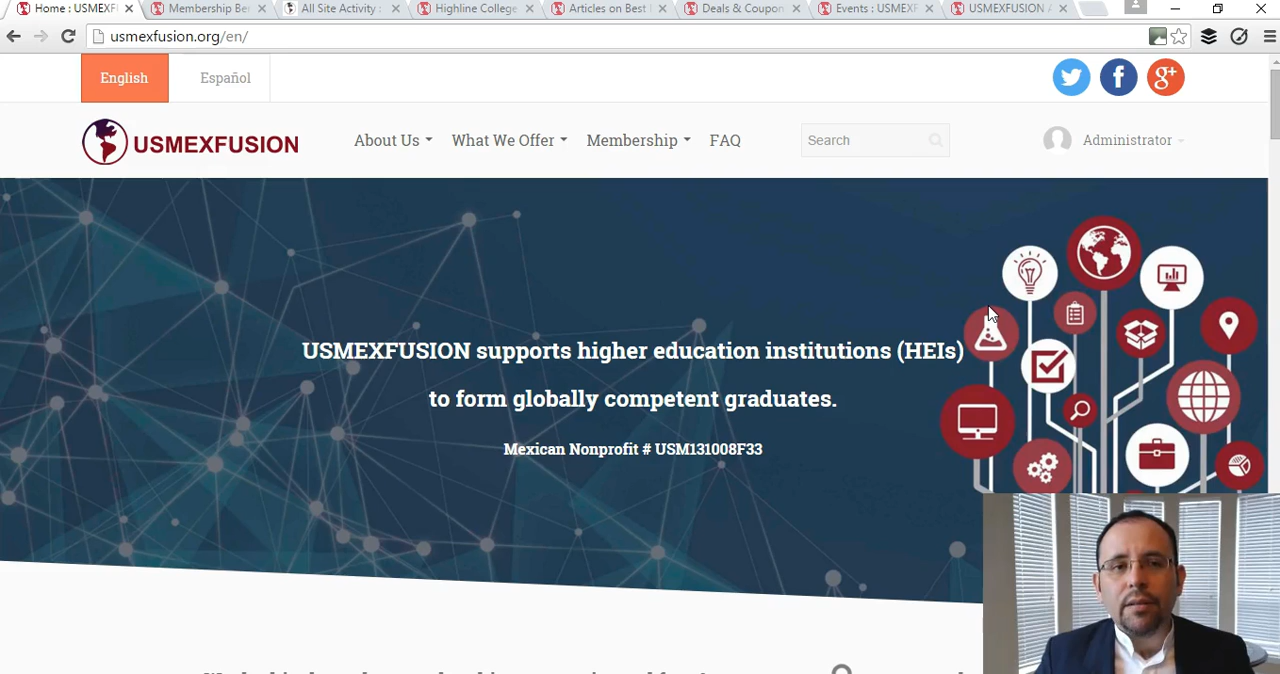 Home : USMEXF
Membership Be
All Site Activity :
Highline College
Articles on Best
Deals & Coupon
Events : USMEXF
USMEXFUSION A
usmexfusion.org/en/
English
Español
USMEXFUSION
About Us
What We Offer
Membership
FAQ
Search
Administrator
USMEXFUSION supports higher education institutions (HEIs)
to form globally competent graduates.
Mexican Nonprofit # USM131008F33